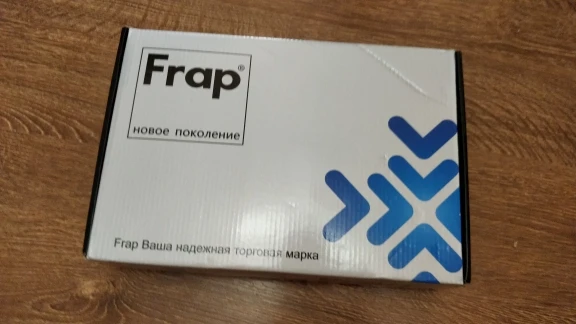 Frap®
новое поколение
Frap Ваша надежная торговая марка